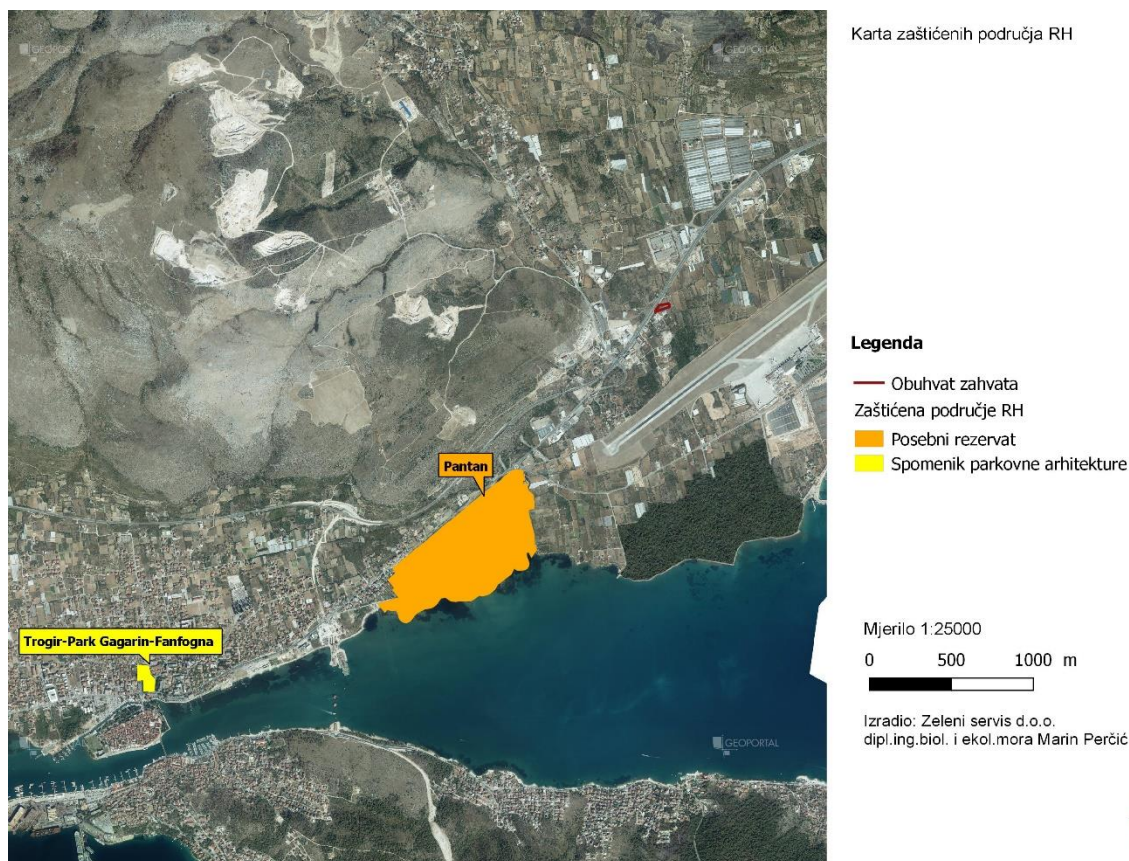 GEOPORTAL
GEOPORTAL
Karta zaštićenih područja RH
Pantan
Trogir-Park Gagarin-Fanfogna
GEOPORTAL
Legenda
Obuhvat zahvata
Zaštićena područje RH
Posebni rezervat
Spomenik parkovne arhitekture
Mjerilo 1:25000
0 500 1000 m
Izradio: Zeleni servis d.o.o.
dipl.ing.biol. i ekol.mora Marin Perčić